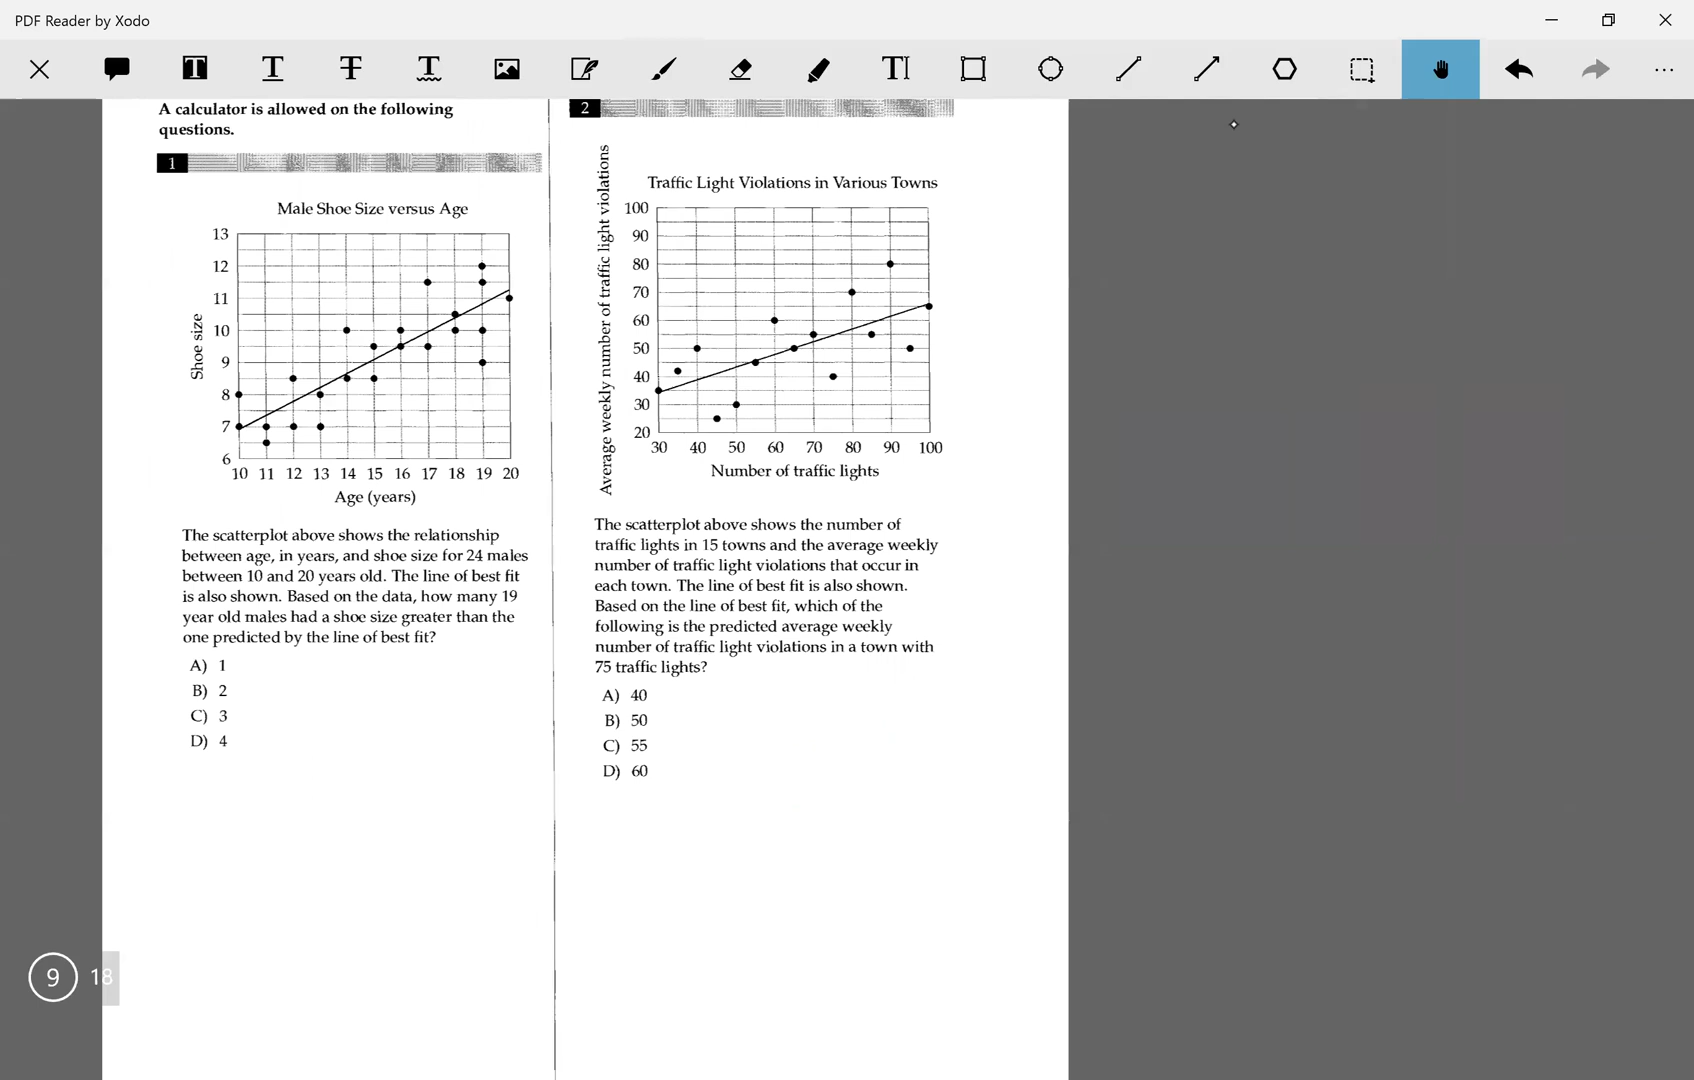 PDF Reader by Xodo
A calculator is allowed on the following
questions.
1
Male Shoe Size versus Age
13
12
11
10
9
8
7
6
Shoe size
10 11 12 13 14 15 16 17 18 19 20
Age (years)
The scatterplot above shows the relationship
between age, in years, and shoe size for 24 males
between 10 and 20 years old. The line of best fit
is also shown. Based on the data, how many 19
year old males had a shoe size greater than the
one predicted by the line of best fit?
A) 1
B) 2
C) 3
D) 4
2
Traffic Light Violations in Various Towns
Average weekly number of traffic light violations
100
90
80
70
60
50
40
30
20
30 40 50 60 70 80 90 100
Number of traffic lights
The scatterplot above shows the number of
traffic lights in 15 towns and the average weekly
number of traffic light violations that occur in
each town. The line of best fit is also shown.
Based on the line of best fit, which of the
following is the predicted average weekly
number of traffic light violations in a town with
75 traffic lights?
A) 40
B) 50
C) 55
D) 60
9 18